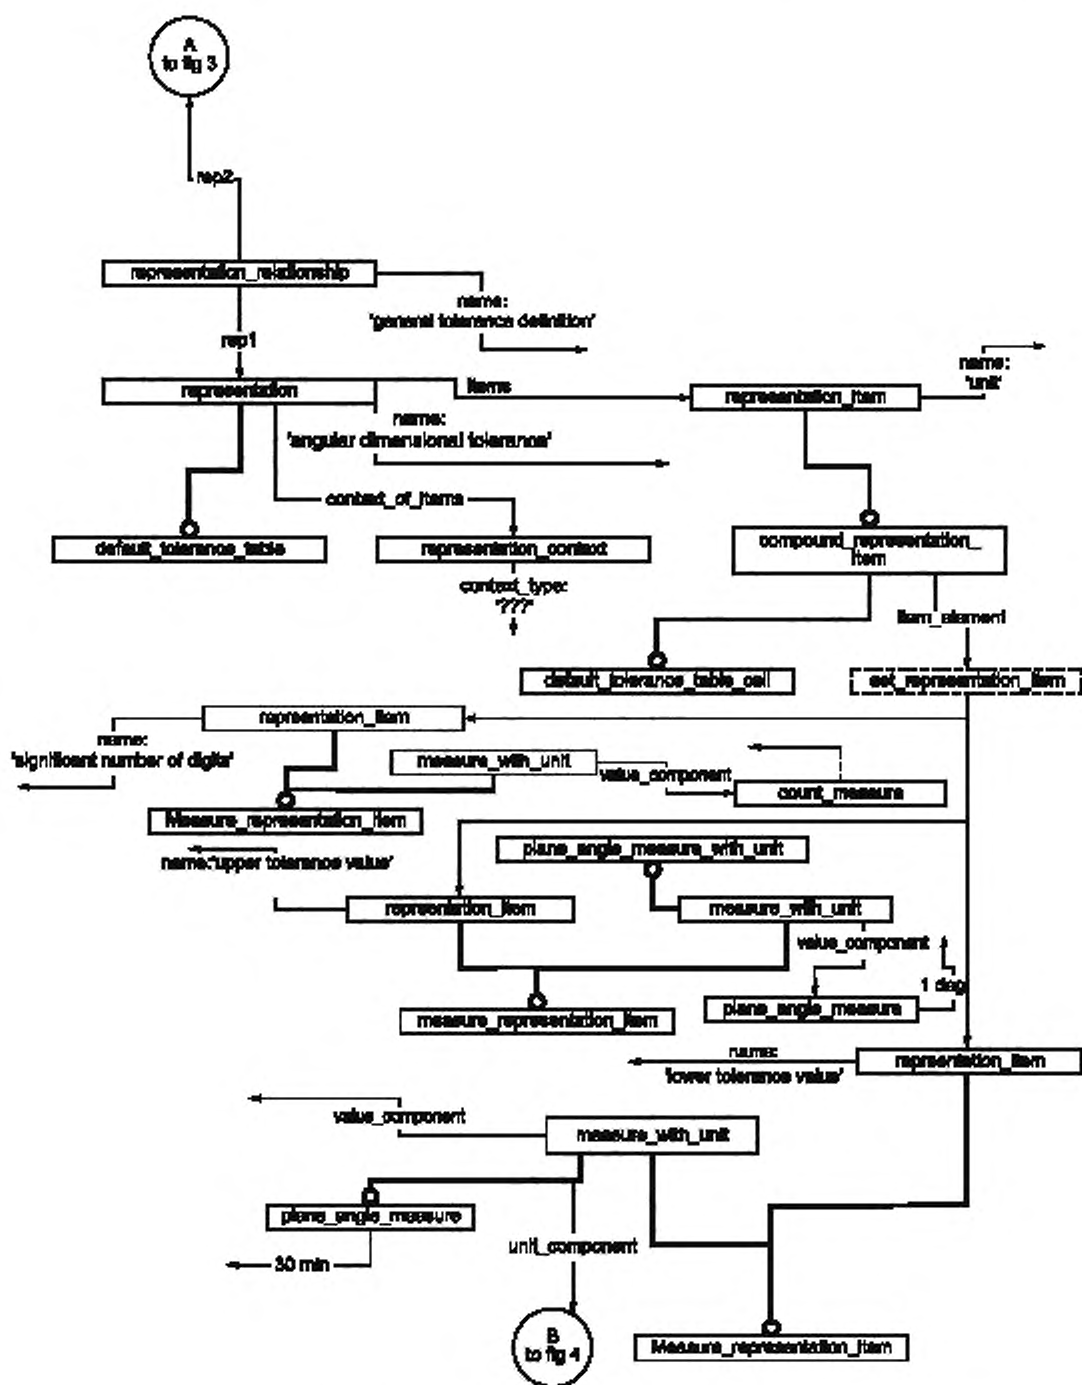 A
to fig 3
rep2
representation_relationship
name:
'general tolerance definition'
rep1
representation
items
representation_item
name:
'unit'
name:
'angular dimensional tolerance'
context_of_items
default_tolerance_table
representation_context
compound_representation_
item
context_type:
'???'
item_element
default_tolerance_table_cell
set_representation_item
representation_item
name:
'significant number of digits'
measure_with_unit
value_component
count_measure
Measure_representation_item
name:'upper tolerance value'
plane_angle_measure_with_unit
representation_item
measure_with_unit
value_component
1 deg
plane_angle_measure
measure_representation_item
name:
'lower tolerance value'
representation_item
value_component
measure_with_unit
plane_angle_measure
unit_component
30 min
B
to fig 4
Measure_representation_item